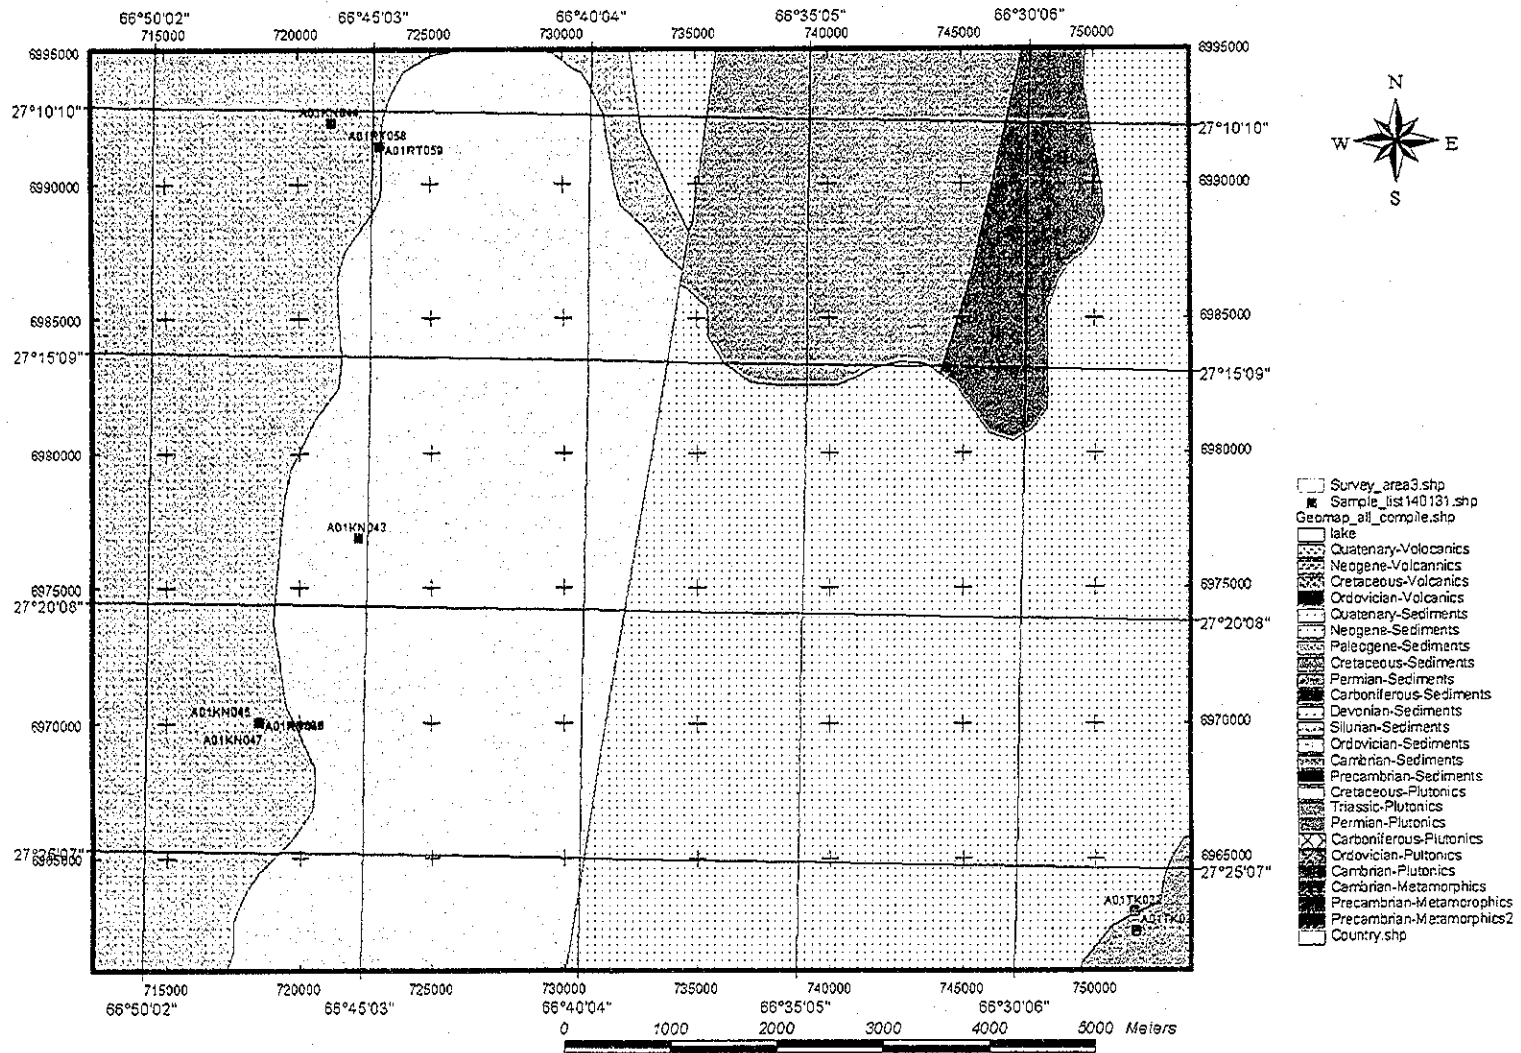 66°50'02" 66°45'03" 66°40'04" 66°35'05" 66°30'06"
715000 720000 725000 730000 735000 740000 745000 750000
6995000 6995000
27°10'10" 27°10'10"
A01RT058
A01RT059
6990000 6990000
6985000 6985000
27°15'09" 27°15'09"
6980000 6980000
A01KN043
6975000 6975000
27°20'08" 27°20'08"
A01KN045
6970000 6970000
A01KN047
6965000
27°25'07"
A01TK022
715000 720000 725000 730000 735000 740000 745000 750000
66°50'02" 66°45'03" 66°40'04" 66°35'05" 66°30'06"
0 1000 2000 3000 4000 5000 Meters
N
W E
S
Survey_area3.shp
Sample_list140131.shp
Geomap_all_compile.shp
lake
Quaternary-Volocanics
Neogene-Volcannics
Cretaceous-Volcanics
Ordovician-Volcanics
Quatenary-Sediments
Neogene-Sediments
Paleogene-Sediments
Cretaceous-Sediments
Permian-Sediments
Carboniferous-Sediments
Devonian-Sediments
Silurian-Sediments
Ordovician-Sediments
Cambrian-Sediments
Precambrian-Sediments
Cretaceous-Plutonics
Triassic-Plutonics
Permian-Plutonics
Carboniferous-Plutonics
Ordovician-Pultonics
Cambrian-Plutonics
Cambrian-Metamorphics
Precambrian-Metamorophics
Precambrian-Metamorphics2
Country.shp